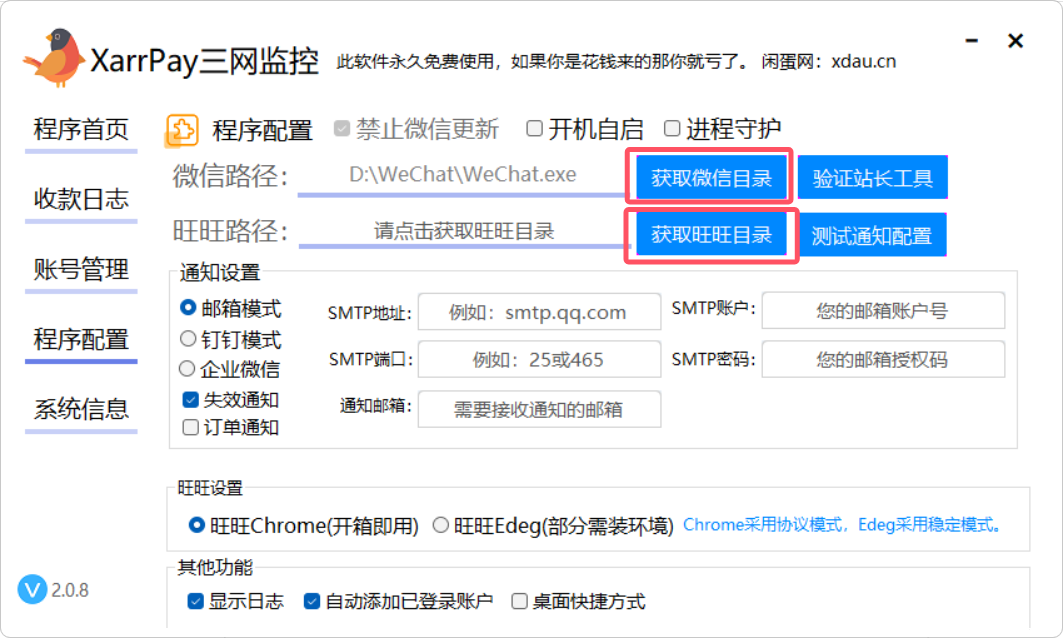 XarrPay三网监控 此软件永久免费使用，如果你是花钱来的那你就亏了。 闲蛋网：xdau.cn
程序首页
收款日志
账号管理
程序配置
系统信息
V 2.0.8
程序配置 禁止微信更新 开机自启 进程守护
微信路径： D:\WeChat\WeChat.exe 获取微信目录 验证站长工具
旺旺路径： 请点击获取旺旺目录 获取旺旺目录 测试通知配置
通知设置
邮箱模式 SMTP地址: 例如：smtp.qq.com SMTP账户: 您的邮箱账户号
钉钉模式
企业微信 SMTP端口: 例如：25或465 SMTP密码: 您的邮箱授权码
失效通知 通知邮箱: 需要接收通知的邮箱
订单通知
旺旺设置
旺旺Chrome(开箱即用) 旺旺Edeg(部分需装环境) Chrome采用协议模式，Edeg采用稳定模式。
其他功能
显示日志 自动添加已登录账户 桌面快捷方式